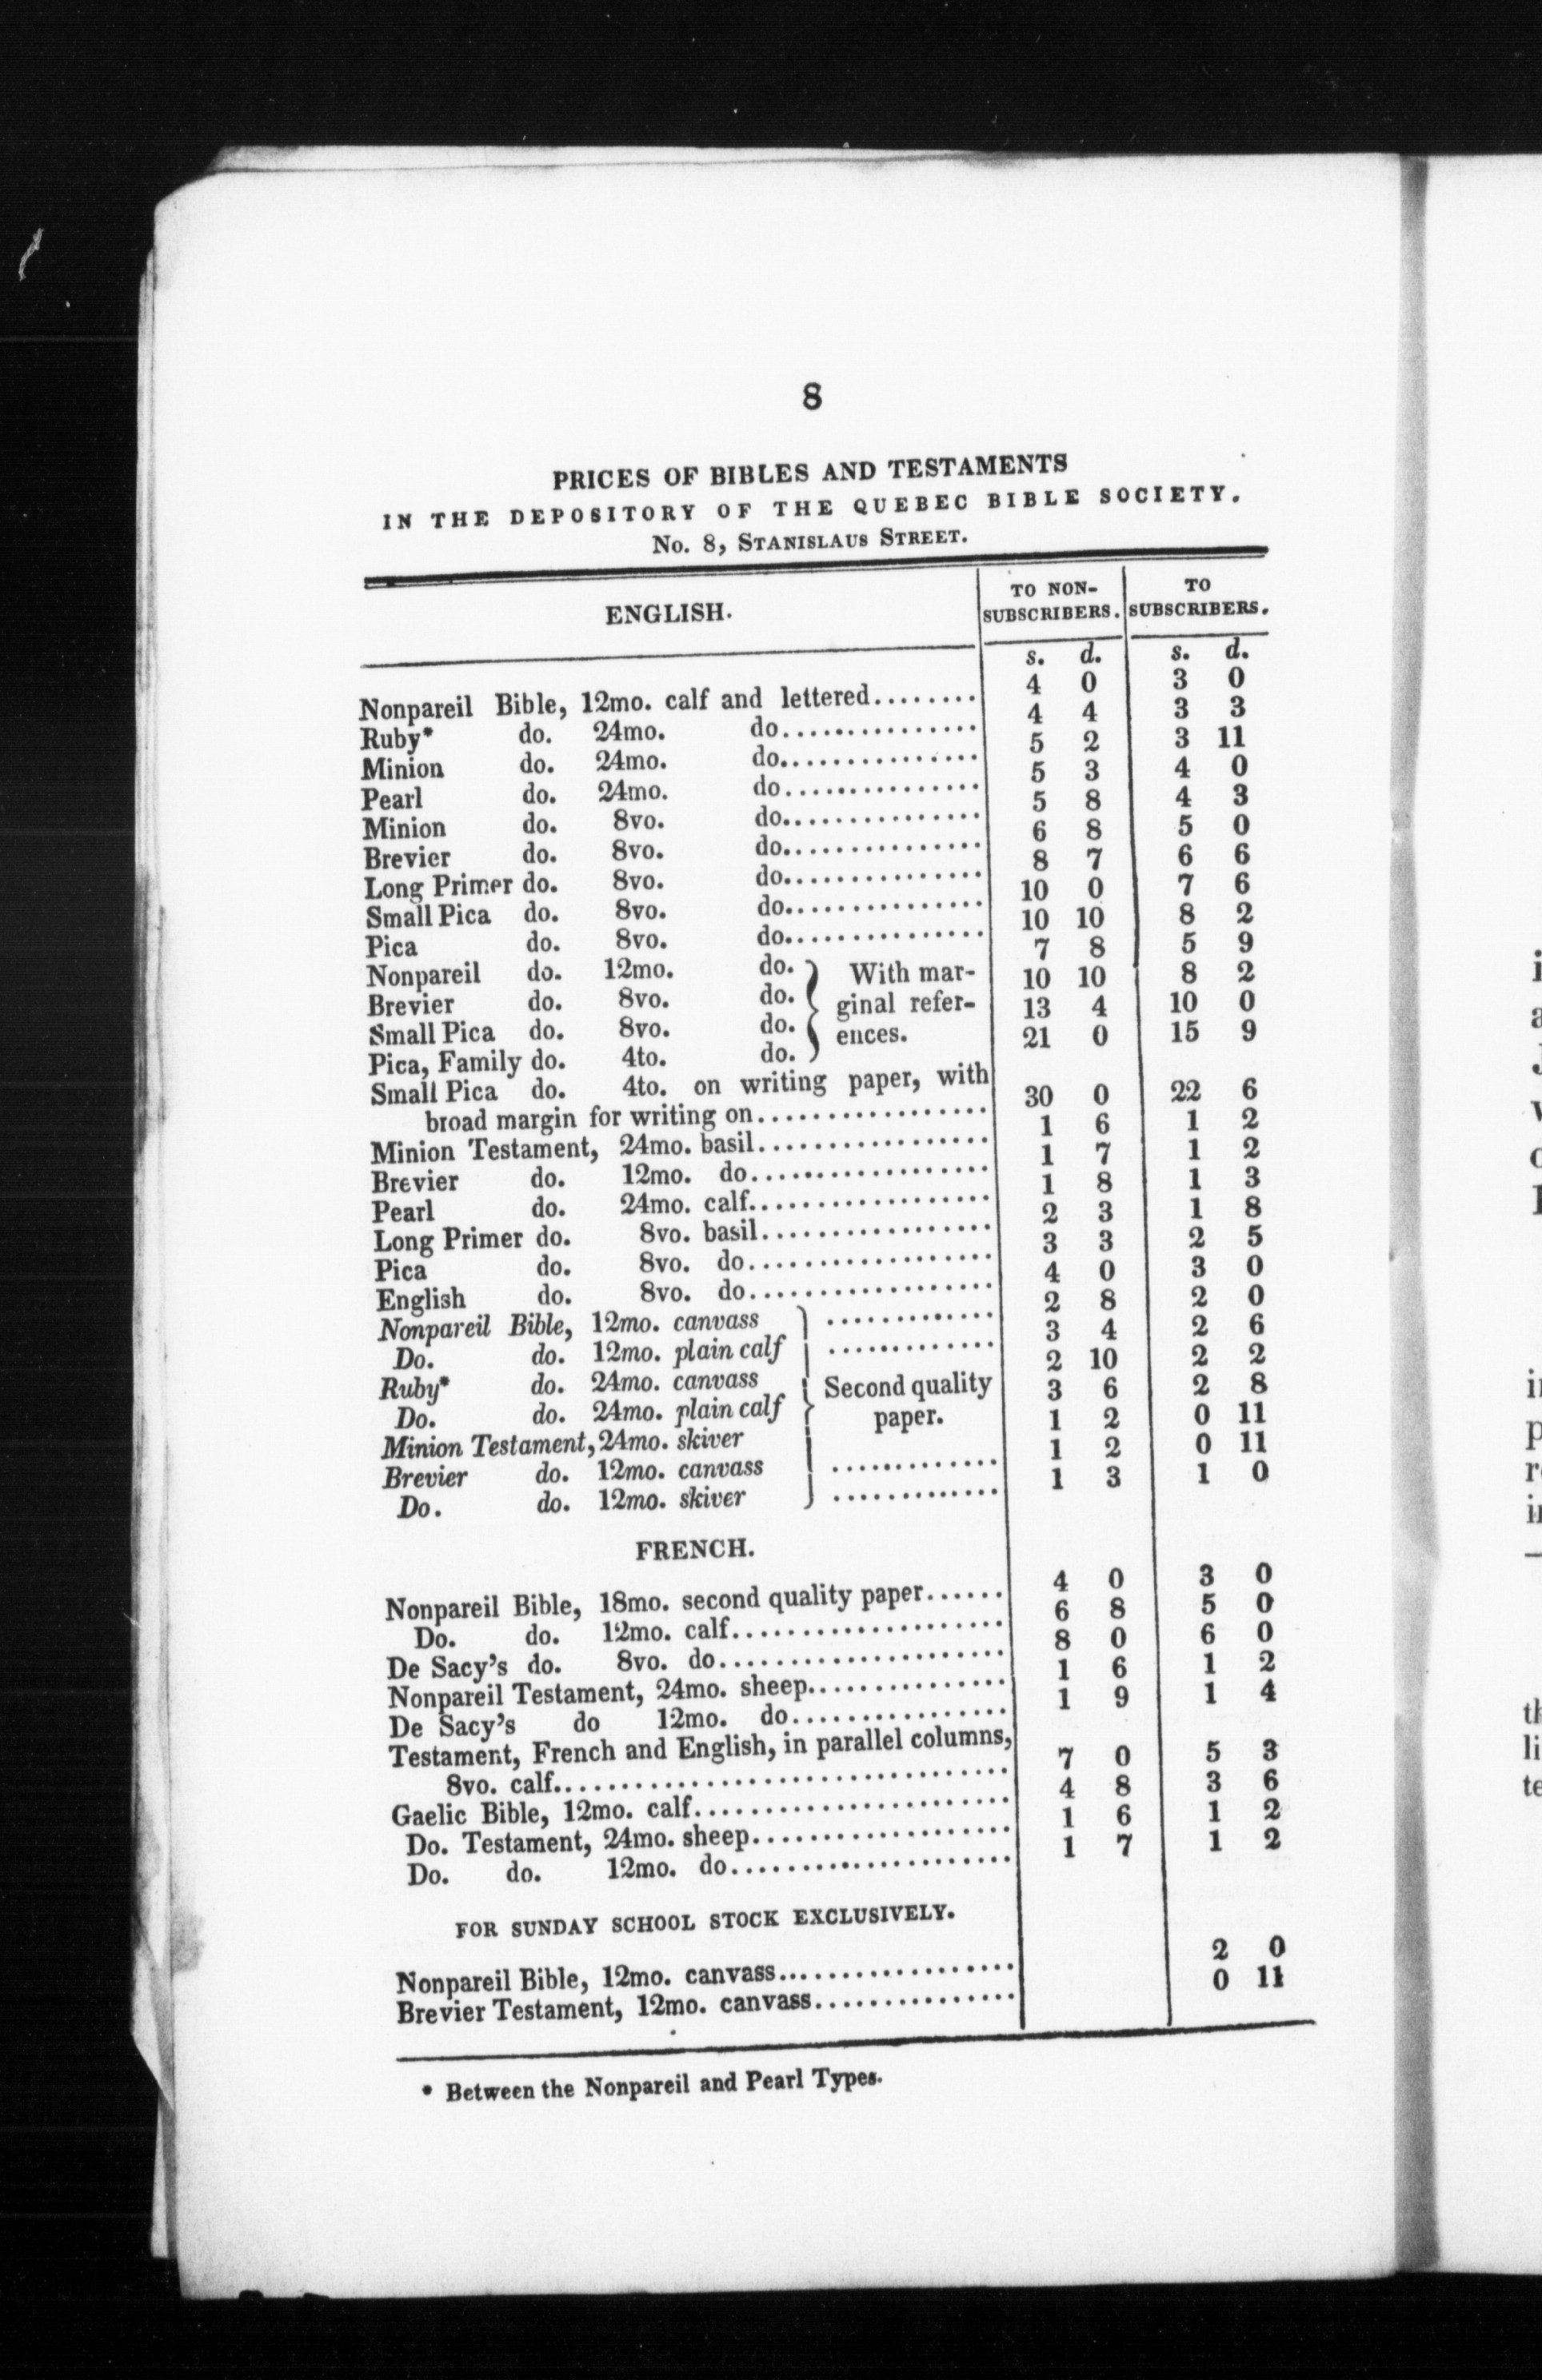 8
PRICES OF BIBLES AND TESTAMENTS
IN THE DEPOSITORY OF THE QUEBEC BIBLE SOCIETY.
No. 8, STANISLAUS STREET.
ENGLISH. TO NON-SUBSCRIBERS. TO SUBSCRIBERS.
s. d. s. d.
Nonpareil Bible, 12mo. calf and lettered........ 4 0 3 0
Ruby* do. 24mo. do............... 4 4 3 3
Minion do. 24mo. do............... 5 2 3 11
Pearl do. 24mo. do............... 5 3 4 0
Minion do. 8vo. do............... 5 8 4 3
Brevier do. 8vo. do............... 6 8 5 0
Long Primer do. 8vo. do............... 8 7 6 6
Small Pica do. 8vo. do............... 10 0 7 6
Pica do. 8vo. do............... 10 10 8 2
Nonpareil do. 12mo. do. } With mar- 7 8 5 9
Brevier do. 8vo. do. } ginal refer- 10 10 8 2
Small Pica do. 8vo. do. } ences. 13 4 10 0
Pica, Family do. 4to. do. } 21 0 15 9
Small Pica do. 4to. on writing paper, with
broad margin for writing on................. 30 0 22 6
Minion Testament, 24mo. basil................. 1 6 1 2
Brevier do. 12mo. do.................. 1 7 1 2
Pearl do. 24mo. calf.................. 1 8 1 3
Long Primer do. 8vo. basil................. 2 3 1 8
Pica do. 8vo. do.................. 3 3 2 5
English do. 8vo. do.................. 4 0 3 0
Nonpareil Bible, 12mo. canvass } ............. 2 8 2 0
Do. do. 12mo. plain calf ............. 3 4 2 6
Ruby* do. 24mo. canvass Second quality 2 10 2 2
Do. do. 24mo. plain calf paper. 3 6 2 8
Minion Testament, 24mo. skiver 1 2 0 11
Brevier do. 12mo. canvass ............. 1 2 0 11
Do. do. 12mo. skiver ............. 1 3 1 0
FRENCH.
Nonpareil Bible, 18mo. second quality paper...... 4 0 3 0
Do. do. 12mo. calf.................... 6 8 5 0
De Sacy's do. 8vo. do..................... 8 0 6 0
Nonpareil Testament, 24mo. sheep............... 1 6 1 2
De Sacy's do 12mo. do................ 1 9 1 4
Testament, French and English, in parallel columns,
8vo. calf.................................. 7 0 5 3
Gaelic Bible, 12mo. calf....................... 4 8 3 6
Do. Testament, 24mo. sheep................... 1 6 1 2
Do. do. 12mo. do..................... 1 7 1 2
FOR SUNDAY SCHOOL STOCK EXCLUSIVELY.
Nonpareil Bible, 12mo. canvass.................. 2 0
Brevier Testament, 12mo. canvass............... 0 11
* Between the Nonpareil and Pearl Types.